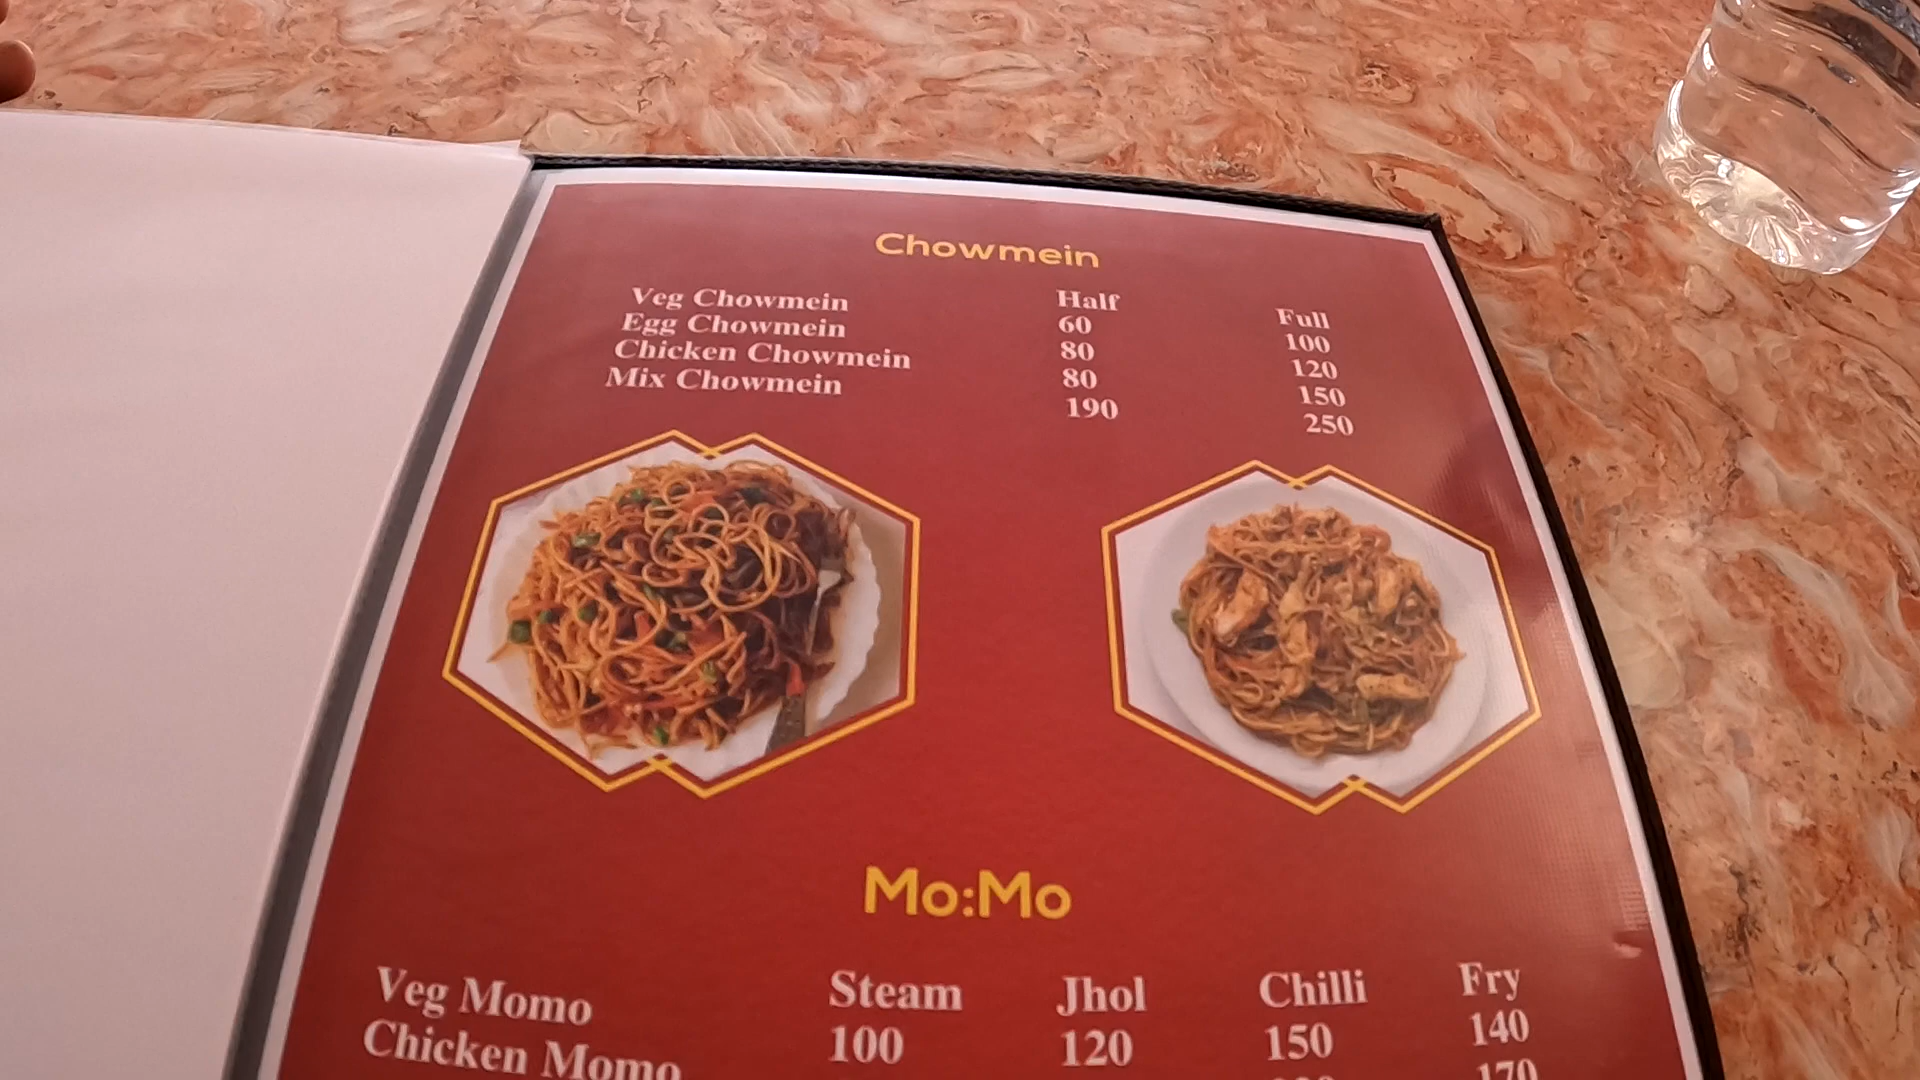 Chowmein
Veg Chowmein Half Full
Egg Chowmein 60 100
Chicken Chowmein 80 120
Mix Chowmein 80 150
190 250
Mo:Mo
Veg Momo Steam Jhol Chilli Fry
Chicken Momo 100 120 150 140
170